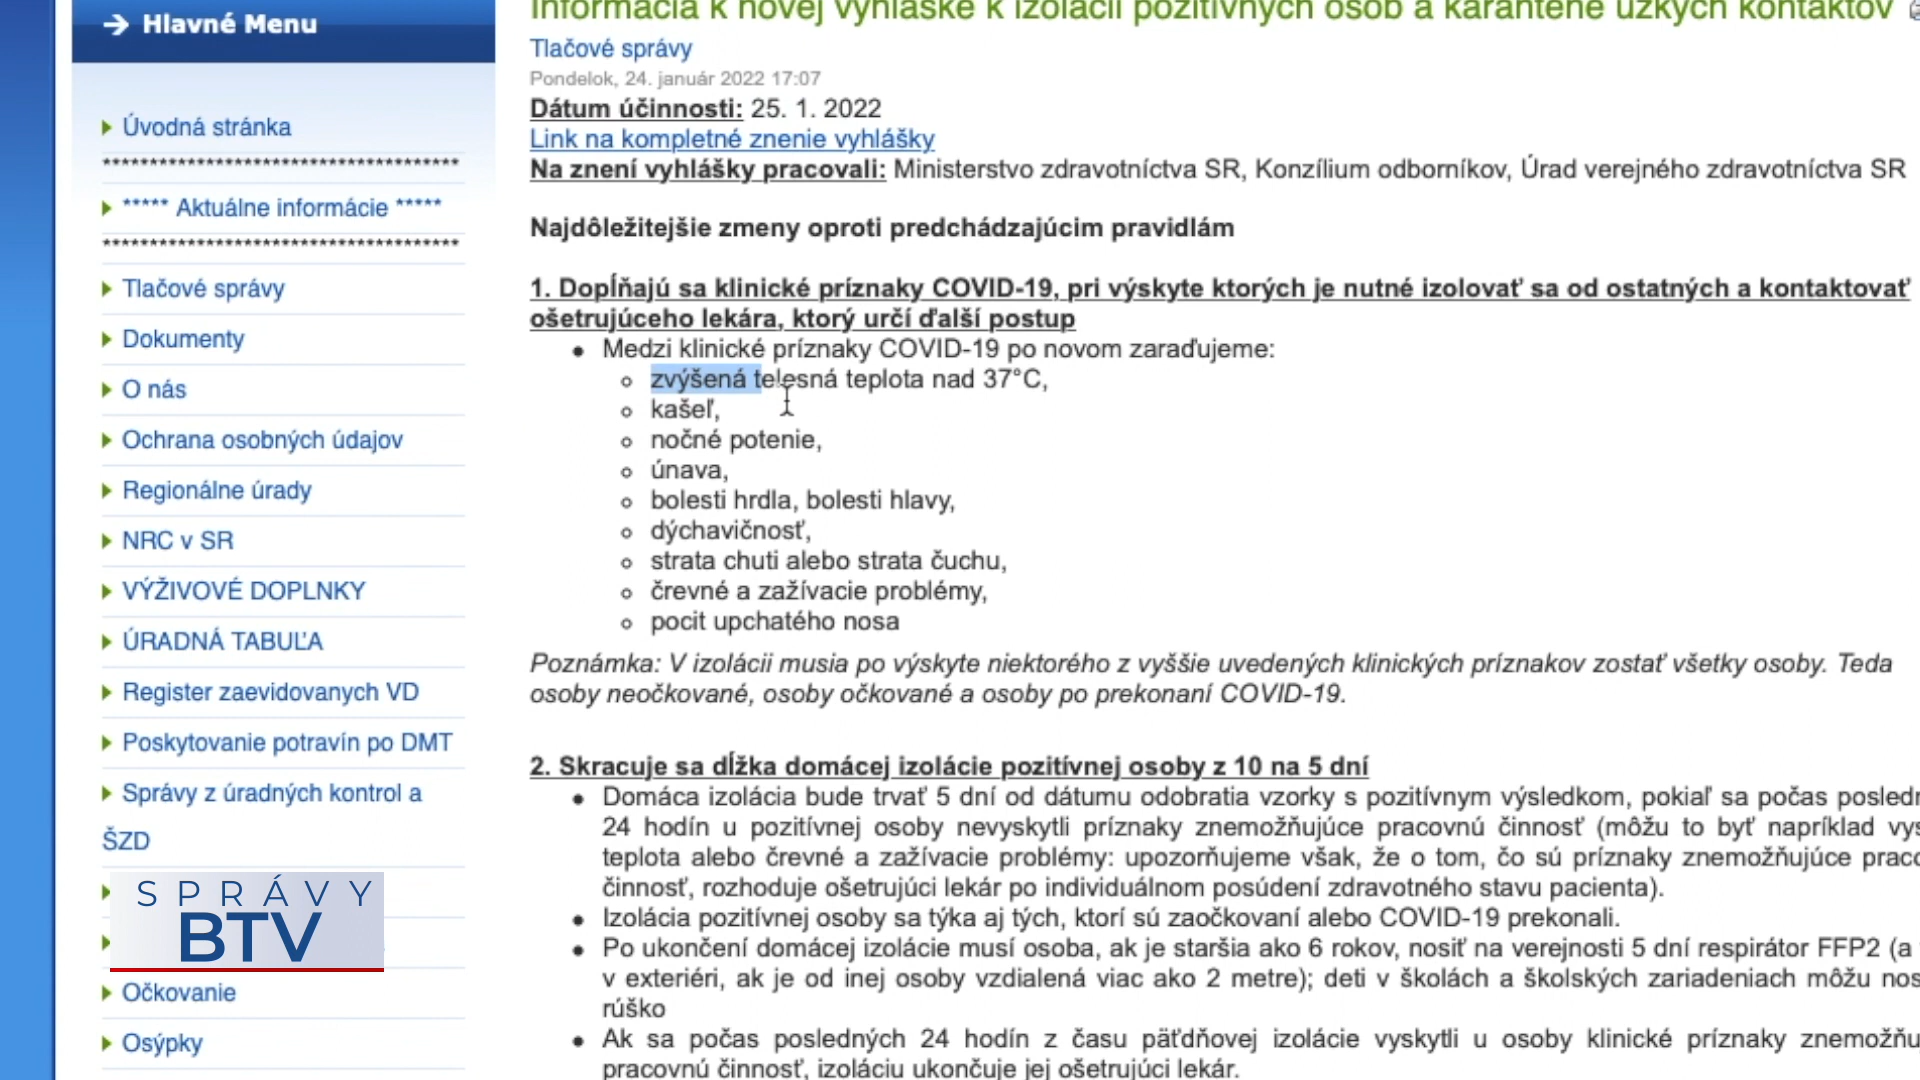 Hlavné Menu
Úvodná stránka
**************************************
***** Aktuálne informácie *****
**************************************
Tlačové správy
Dokumenty
O nás
Ochrana osobných údajov
Regionálne úrady
NRC v SR
VÝŽIVOVÉ DOPLNKY
ÚRADNÁ TABUĽA
Register zaevidovanych VD
Poskytovanie potravín po DMT
Správy z úradných kontrol a
ŠZD
SPRÁVY
BTV
Očkovanie
Osýpky
Informácia k novej vyhláške k izolácii pozitívnych osôb a karanténe úzkych kontaktov
Tlačové správy
Pondelok, 24. január 2022 17:07
Dátum účinnosti: 25. 1. 2022
Link na kompletné znenie vyhlášky
Na znení vyhlášky pracovali: Ministerstvo zdravotníctva SR, Konzílium odborníkov, Úrad verejného zdravotníctva SR
Najdôležitejšie zmeny oproti predchádzajúcim pravidlám
1. Dopĺňajú sa klinické príznaky COVID-19, pri výskyte ktorých je nutné izolovať sa od ostatných a kontaktovať
ošetrujúceho lekára, ktorý určí ďalší postup
Medzi klinické príznaky COVID-19 po novom zaraďujeme:
zvýšená telesná teplota nad 37°C,
kašeľ,
nočné potenie,
únava,
bolesti hrdla, bolesti hlavy,
dýchavičnosť,
strata chuti alebo strata čuchu,
črevné a zažívacie problémy,
pocit upchatého nosa
Poznámka: V izolácii musia po výskyte niektorého z vyššie uvedených klinických príznakov zostať všetky osoby. Teda
osoby neočkované, osoby očkované a osoby po prekonaní COVID-19.
2. Skracuje sa dĺžka domácej izolácie pozitívnej osoby z 10 na 5 dní
Domáca izolácia bude trvať 5 dní od dátumu odobratia vzorky s pozitívnym výsledkom, pokiaľ sa počas posledn
24 hodín u pozitívnej osoby nevyskytli príznaky znemožňujúce pracovnú činnosť (môžu to byť napríklad vys
teplota alebo črevné a zažívacie problémy: upozorňujeme však, že o tom, čo sú príznaky znemožňujúce praco
činnosť, rozhoduje ošetrujúci lekár po individuálnom posúdení zdravotného stavu pacienta).
Izolácia pozitívnej osoby sa týka aj tých, ktorí sú zaočkovaní alebo COVID-19 prekonali.
Po ukončení domácej izolácie musí osoba, ak je staršia ako 6 rokov, nosiť na verejnosti 5 dní respirátor FFP2 (a
v exteriéri, ak je od inej osoby vzdialená viac ako 2 metre); deti v školách a školských zariadeniach môžu nos
rúško
Ak sa počas posledných 24 hodín z času päťdňovej izolácie vyskytli u osoby klinické príznaky znemožňu
pracovnú činnosť, izoláciu ukončuje jej ošetrujúci lekár.